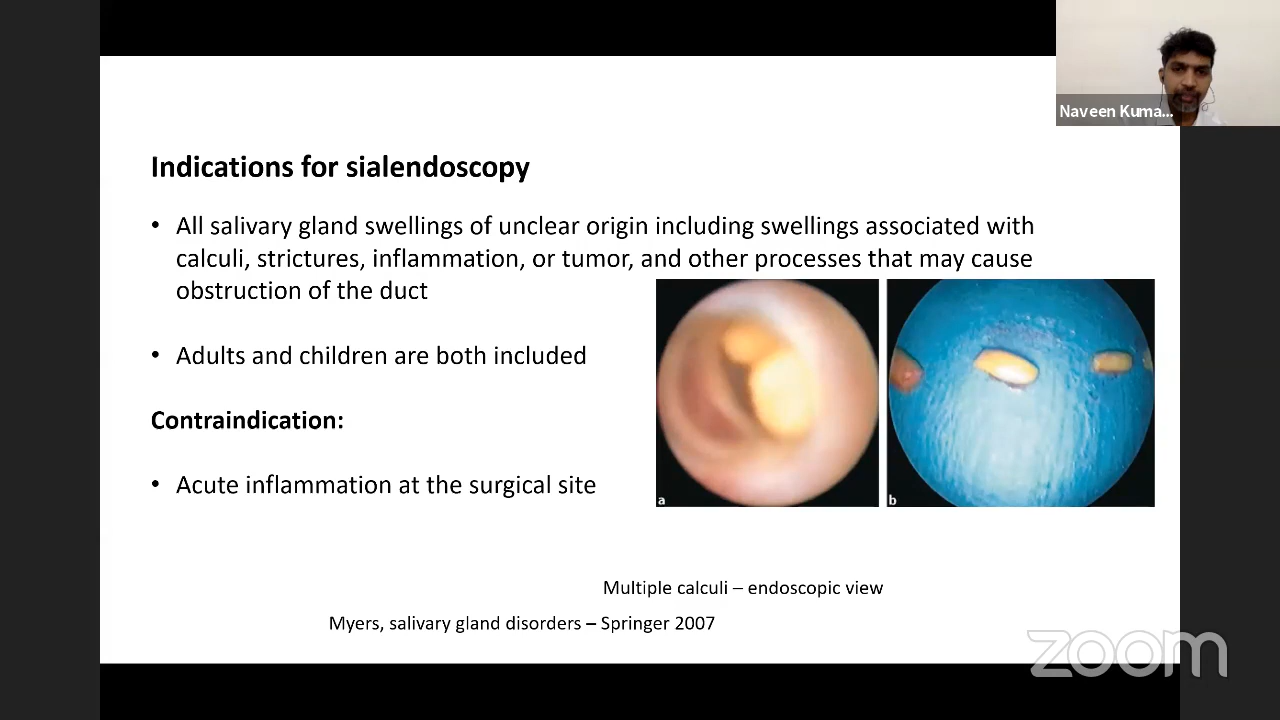 Naveen Kuma...
Indications for sialendoscopy
• All salivary gland swellings of unclear origin including swellings associated with
calculi, strictures, inflammation, or tumor, and other processes that may cause
obstruction of the duct
• Adults and children are both included
Contraindication:
• Acute inflammation at the surgical site
a
b
Multiple calculi – endoscopic view
Myers, salivary gland disorders – Springer 2007
zoom